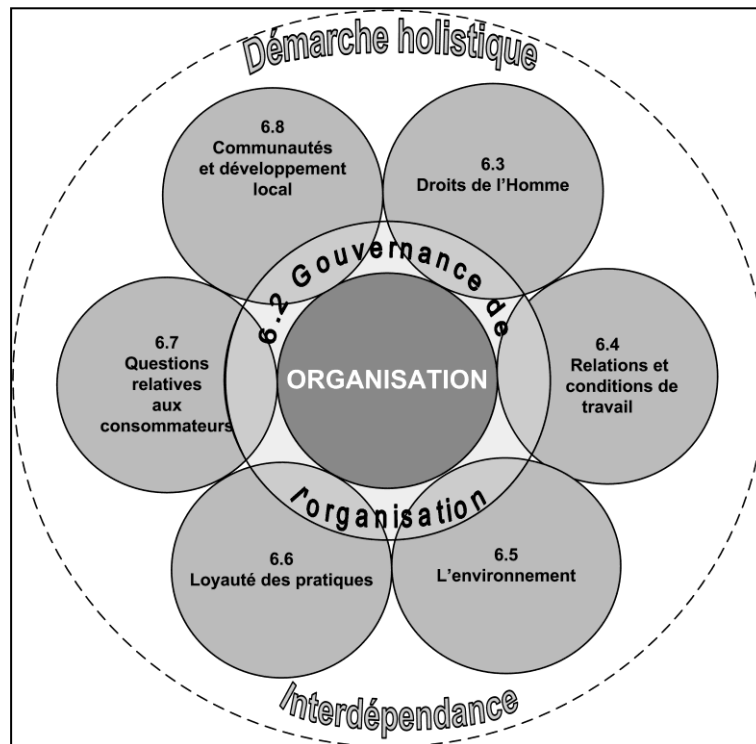 Démarche holistique
6.8
Communautés
et développement
local
6.3
Droits de l'Homme
6.2 Gouvernance de
l'organisation
6.7
Questions
relatives
aux
consommateurs
ORGANISATION
6.4
Relations et
conditions de
travail
6.6
Loyauté des pratiques
6.5
L'environnement
Interdépendance